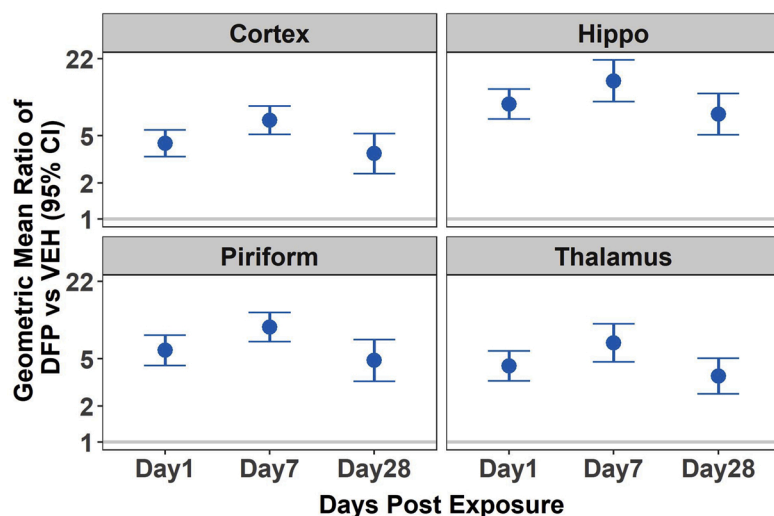 Cortex
Hippo
22
5
2
1
Piriform
Thalamus
22
5
2
1
Geometric Mean Ratio of
DFP vs VEH (95% CI)
Day1 Day7 Day28
Day1 Day7 Day28
Days Post Exposure